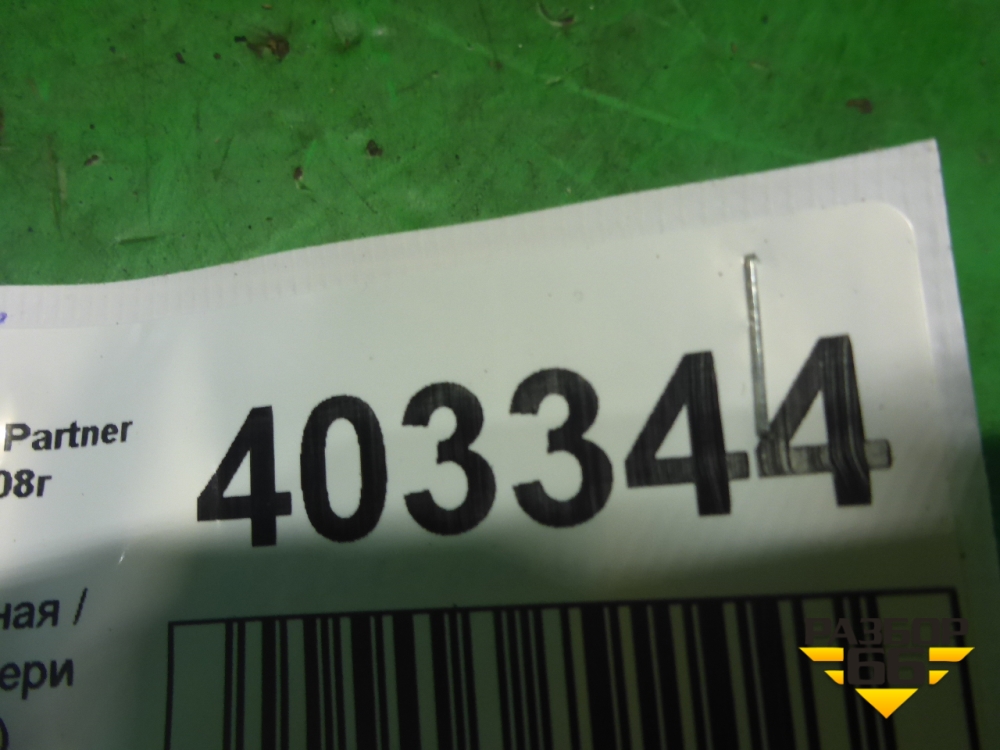 403344
Partner
08г
ная /
ери
)
РАЗБОР
66